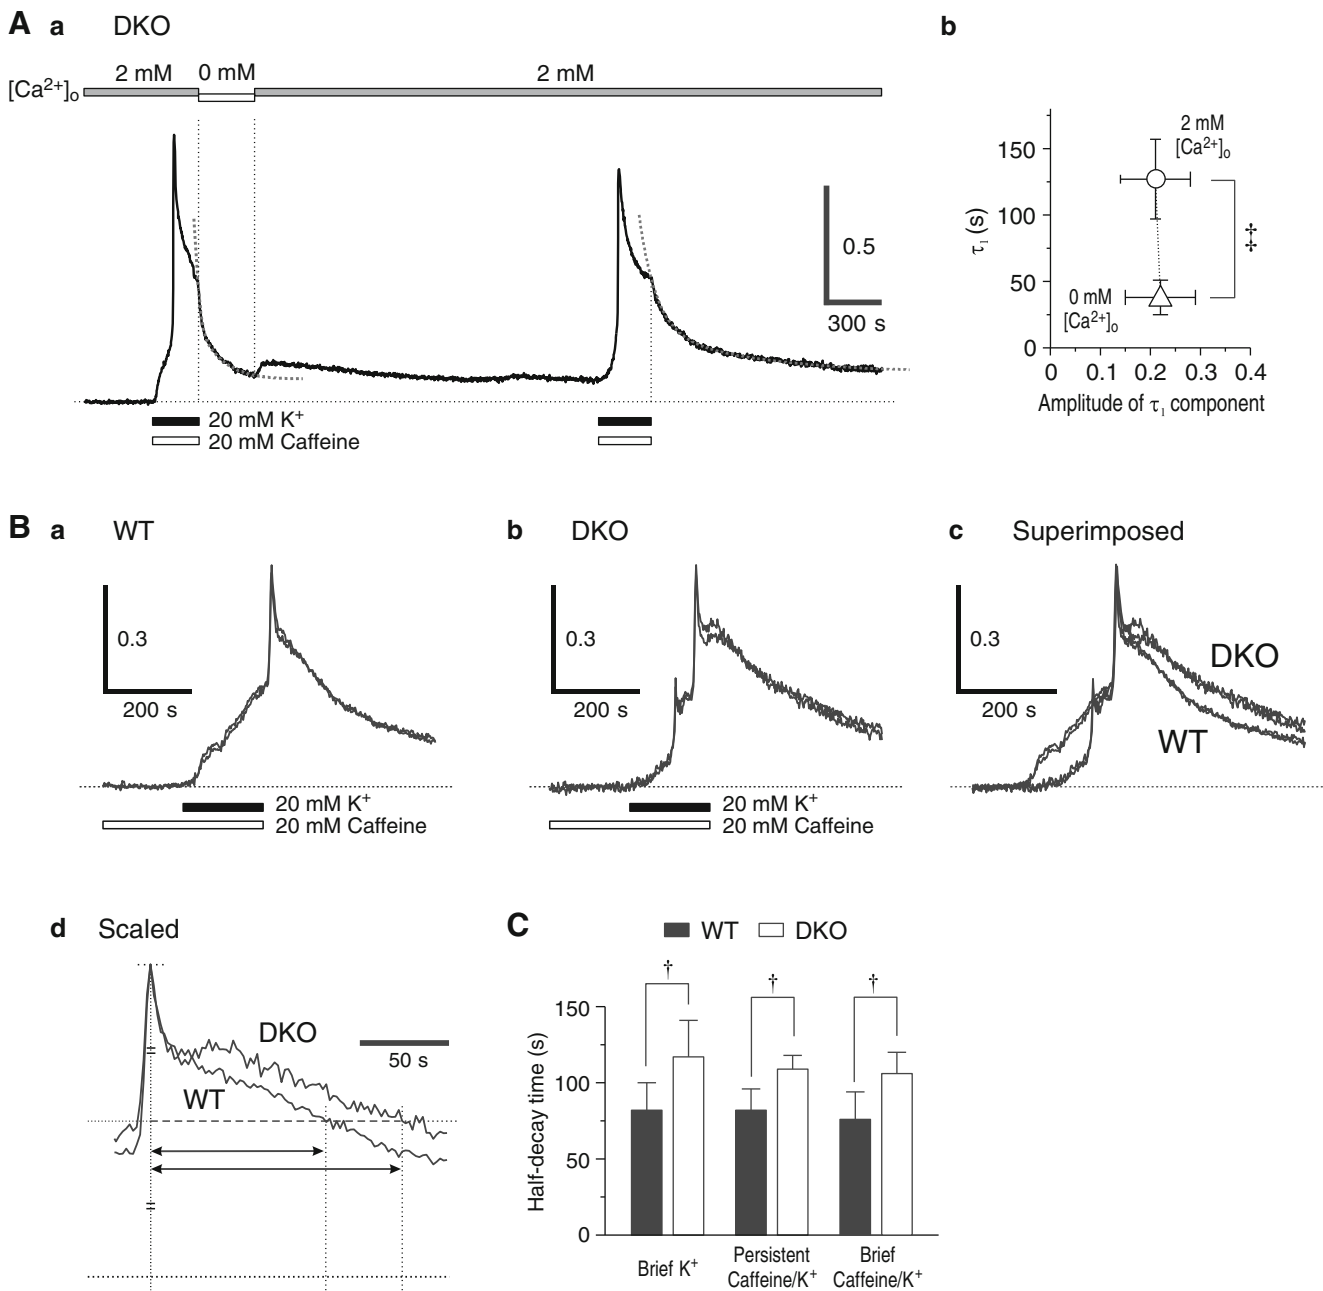 A a DKO
[Ca²⁺]ₒ 2 mM 0 mM 2 mM
0.5
300 s
20 mM K⁺
20 mM Caffeine
b
τ₁ (s)
150
100
50
0
2 mM
[Ca²⁺]ₒ
‡
0 mM
[Ca²⁺]ₒ
0 0.1 0.2 0.3 0.4
Amplitude of τ₁ component
B a WT
0.3
200 s
20 mM K⁺
20 mM Caffeine
b DKO
0.3
200 s
20 mM K⁺
20 mM Caffeine
c Superimposed
0.3
200 s
DKO
WT
d Scaled
DKO
WT
50 s
=
=
C
WT DKO
Half-decay time (s)
150
100
50
0
† † †
Brief K⁺
Persistent
Caffeine/K⁺
Brief
Caffeine/K⁺